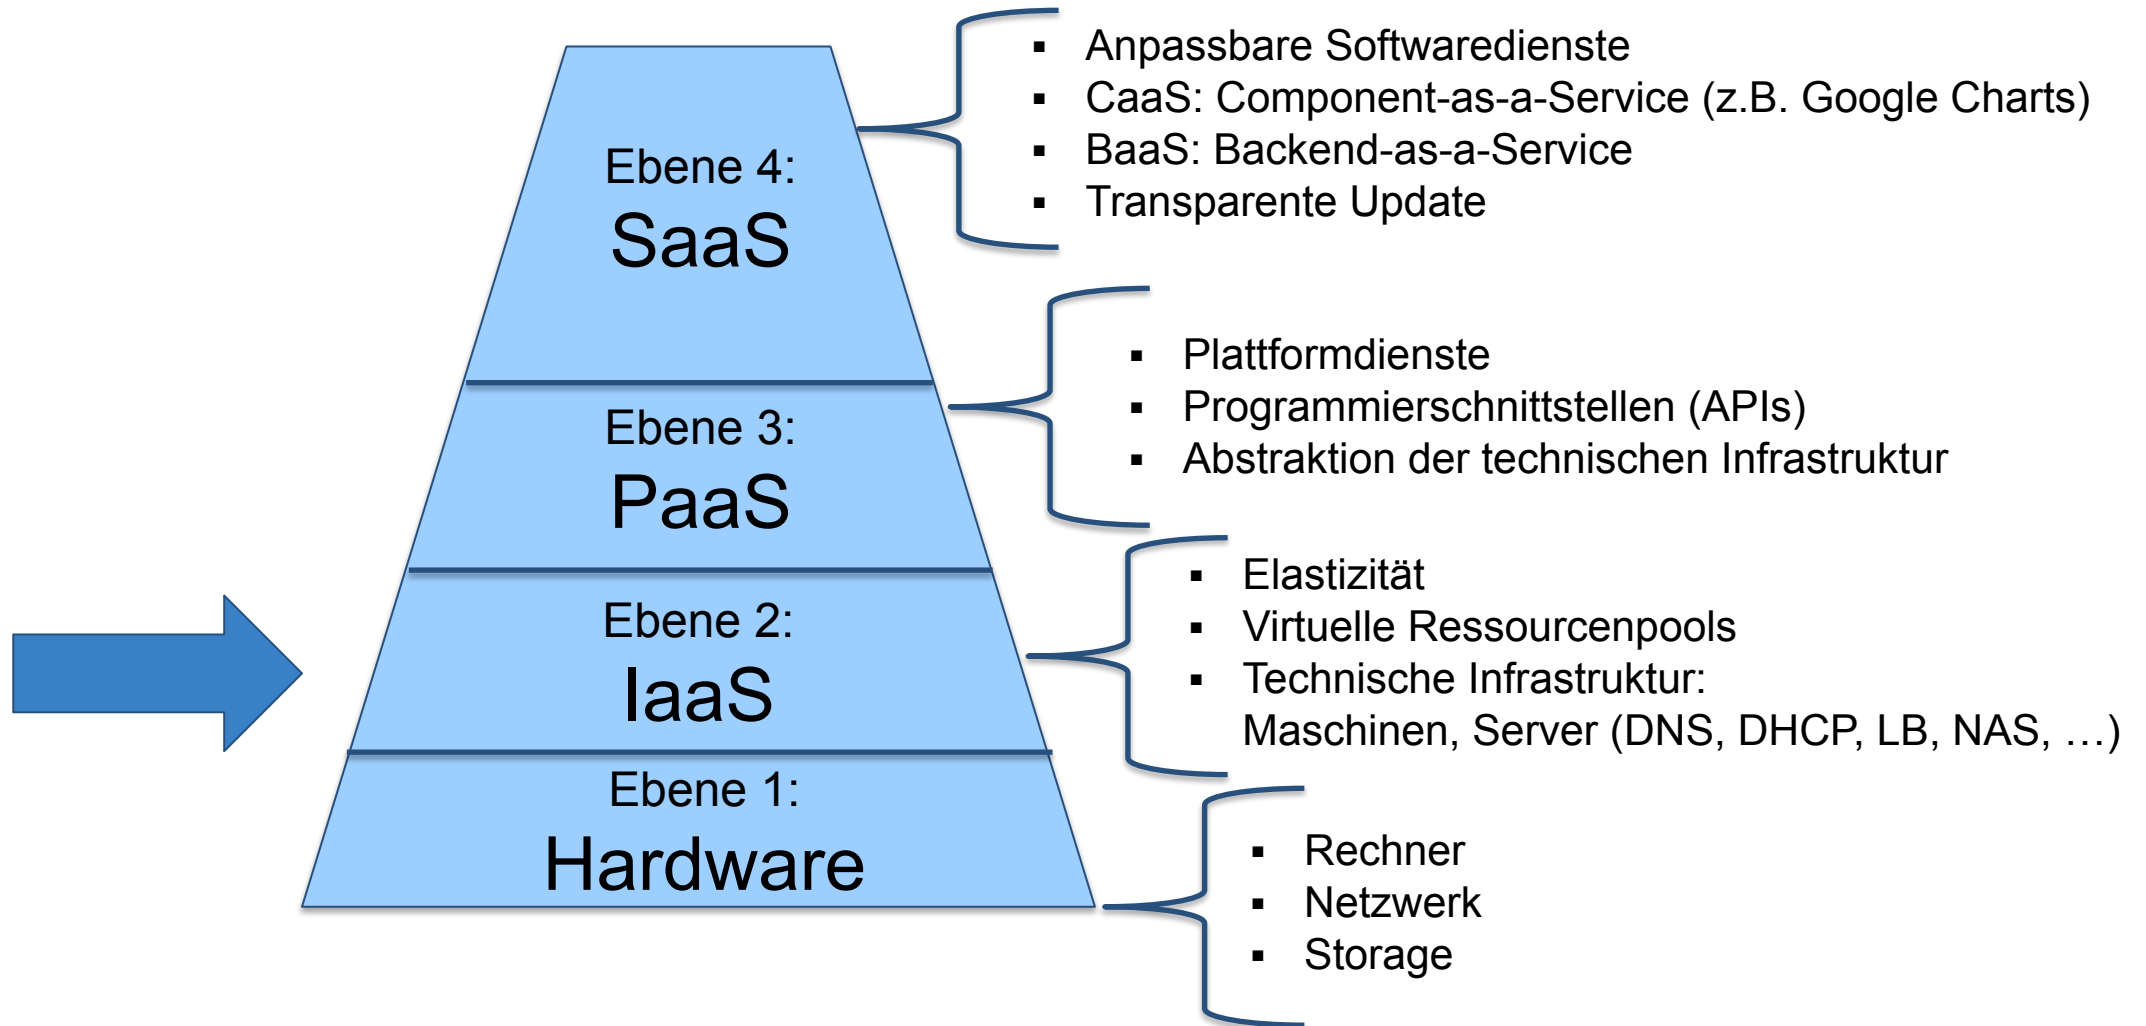 Ebene 4:
SaaS
▪ Anpassbare Softwaredienste
▪ CaaS: Component-as-a-Service (z.B. Google Charts)
▪ BaaS: Backend-as-a-Service
▪ Transparente Update
Ebene 3:
PaaS
▪ Plattformdienste
▪ Programmierschnittstellen (APIs)
▪ Abstraktion der technischen Infrastruktur
Ebene 2:
IaaS
▪ Elastizität
▪ Virtuelle Ressourcenpools
▪ Technische Infrastruktur:
Maschinen, Server (DNS, DHCP, LB, NAS, …)
Ebene 1:
Hardware
▪ Rechner
▪ Netzwerk
▪ Storage